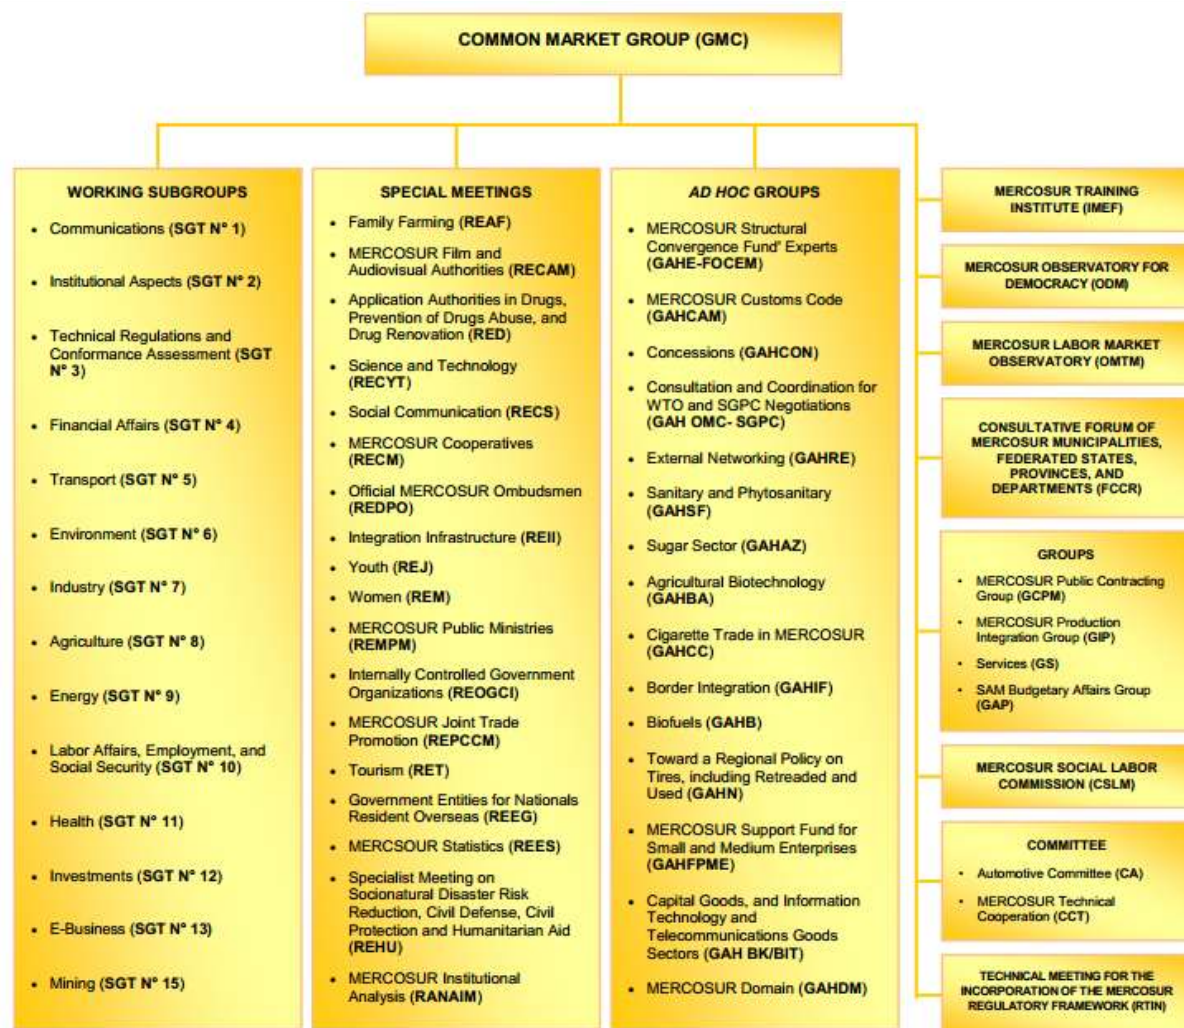 COMMON MARKET GROUP (GMC)
WORKING SUBGROUPS
• Communications (SGT N° 1)
• Institutional Aspects (SGT N° 2)
• Technical Regulations and
Conformance Assessment (SGT
N° 3)
• Financial Affairs (SGT N° 4)
• Transport (SGT N° 5)
• Environment (SGT N° 6)
• Industry (SGT N° 7)
• Agriculture (SGT N° 8)
• Energy (SGT N° 9)
• Labor Affairs, Employment, and
Social Security (SGT N° 10)
• Health (SGT N° 11)
• Investments (SGT N° 12)
• E-Business (SGT N° 13)
• Mining (SGT N° 15)
SPECIAL MEETINGS
• Family Farming (REAF)
• MERCOSUR Film and
Audiovisual Authorities (RECAM)
• Application Authorities in Drugs,
Prevention of Drugs Abuse, and
Drug Renovation (RED)
• Science and Technology
(RECYT)
• Social Communication (RECS)
• MERCOSUR Cooperatives
(RECM)
• Official MERCOSUR Ombudsmen
(REDPO)
• Integration Infrastructure (REII)
• Youth (REJ)
• Women (REM)
• MERCOSUR Public Ministries
(REMPM)
• Internally Controlled Government
Organizations (REOGCI)
• MERCOSUR Joint Trade
Promotion (REPCCM)
• Tourism (RET)
• Government Entities for Nationals
Resident Overseas (REEG)
• MERCSOUR Statistics (REES)
• Specialist Meeting on
Socionatural Disaster Risk
Reduction, Civil Defense, Civil
Protection and Humanitarian Aid
(REHU)
• MERCOSUR Institutional
Analysis (RANAIM)
AD HOC GROUPS
• MERCOSUR Structural
Convergence Fund' Experts
(GAHE-FOCEM)
• MERCOSUR Customs Code
(GAHCAM)
• Concessions (GAHCON)
• Consultation and Coordination for
WTO and SGPC Negotiations
(GAH OMC- SGPC)
• External Networking (GAHRE)
• Sanitary and Phytosanitary
(GAHSF)
• Sugar Sector (GAHAZ)
• Agricultural Biotechnology
(GAHBA)
• Cigarette Trade in MERCOSUR
(GAHCC)
• Border Integration (GAHIF)
• Biofuels (GAHB)
• Toward a Regional Policy on
Tires, including Retreaded and
Used (GAHN)
• MERCOSUR Support Fund for
Small and Medium Enterprises
(GAHFPME)
• Capital Goods, and Information
Technology and
Telecommunications Goods
Sectors (GAH BK/BIT)
• MERCOSUR Domain (GAHDM)
MERCOSUR TRAINING
INSTITUTE (IMEF)
MERCOSUR OBSERVATORY FOR
DEMOCRACY (ODM)
MERCOSUR LABOR MARKET
OBSERVATORY (OMTM)
CONSULTATIVE FORUM OF
MERCOSUR MUNICIPALITIES,
FEDERATED STATES,
PROVINCES, AND
DEPARTMENTS (FCCR)
GROUPS
• MERCOSUR Public Contracting
Group (GCPM)
• MERCOSUR Production
Integration Group (GIP)
• Services (GS)
• SAM Budgetary Affairs Group
(GAP)
MERCOSUR SOCIAL LABOR
COMMISSION (CSLM)
COMMITTEE
• Automotive Committee (CA)
• MERCOSUR Technical
Cooperation (CCT)
TECHNICAL MEETING FOR THE
INCORPORATION OF THE MERCOSUR
REGULATORY FRAMEWORK (RTIN)